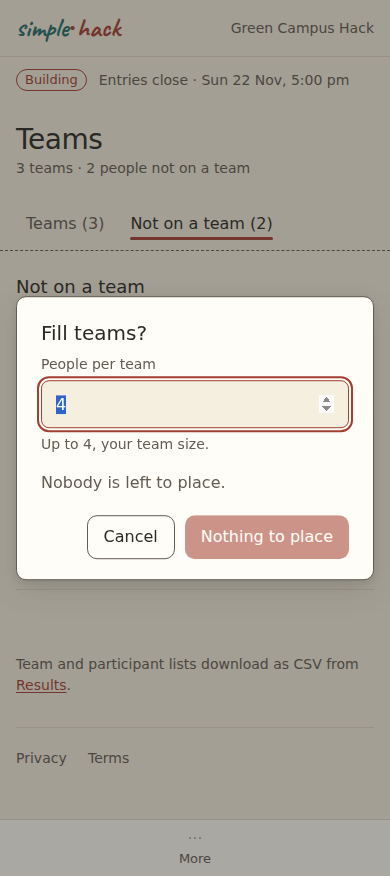 simple hack
Green Campus Hack
Building
Entries close · Sun 22 Nov, 5:00 pm
Teams
3 teams · 2 people not on a team
Teams (3)
Not on a team (2)
Not on a team
Fill teams?
People per team
4
Up to 4, your team size.
Nobody is left to place.
Cancel
Nothing to place
Team and participant lists download as CSV from
Results.
Privacy
Terms
...
More